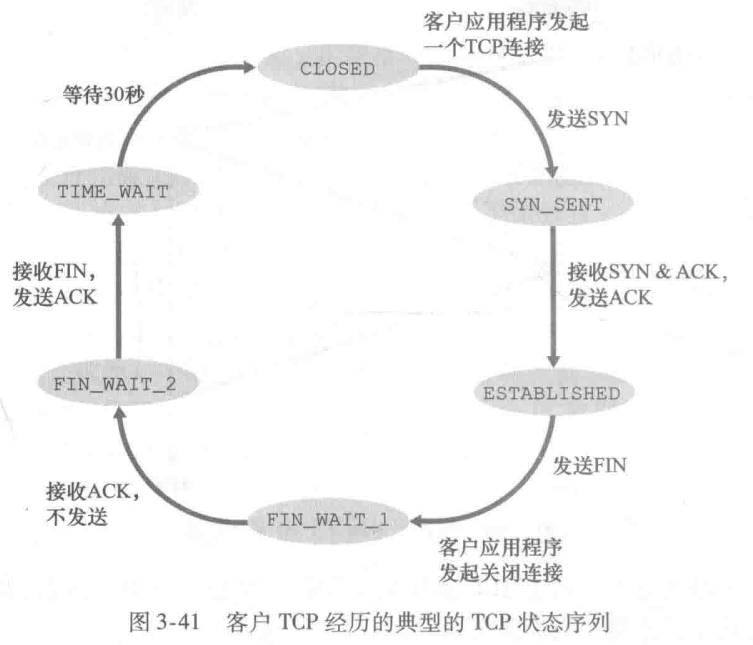 客户应用程序发起
一个TCP连接
CLOSED
等待30秒
发送SYN
TIME_WAIT
SYN_SENT
接收FIN，
发送ACK
接收SYN & ACK，
发送ACK
FIN_WAIT_2
ESTABLISHED
发送FIN
接收ACK，
不发送
FIN_WAIT_1
客户应用程序
发起关闭连接
图 3-41 客户 TCP 经历的典型的 TCP 状态序列